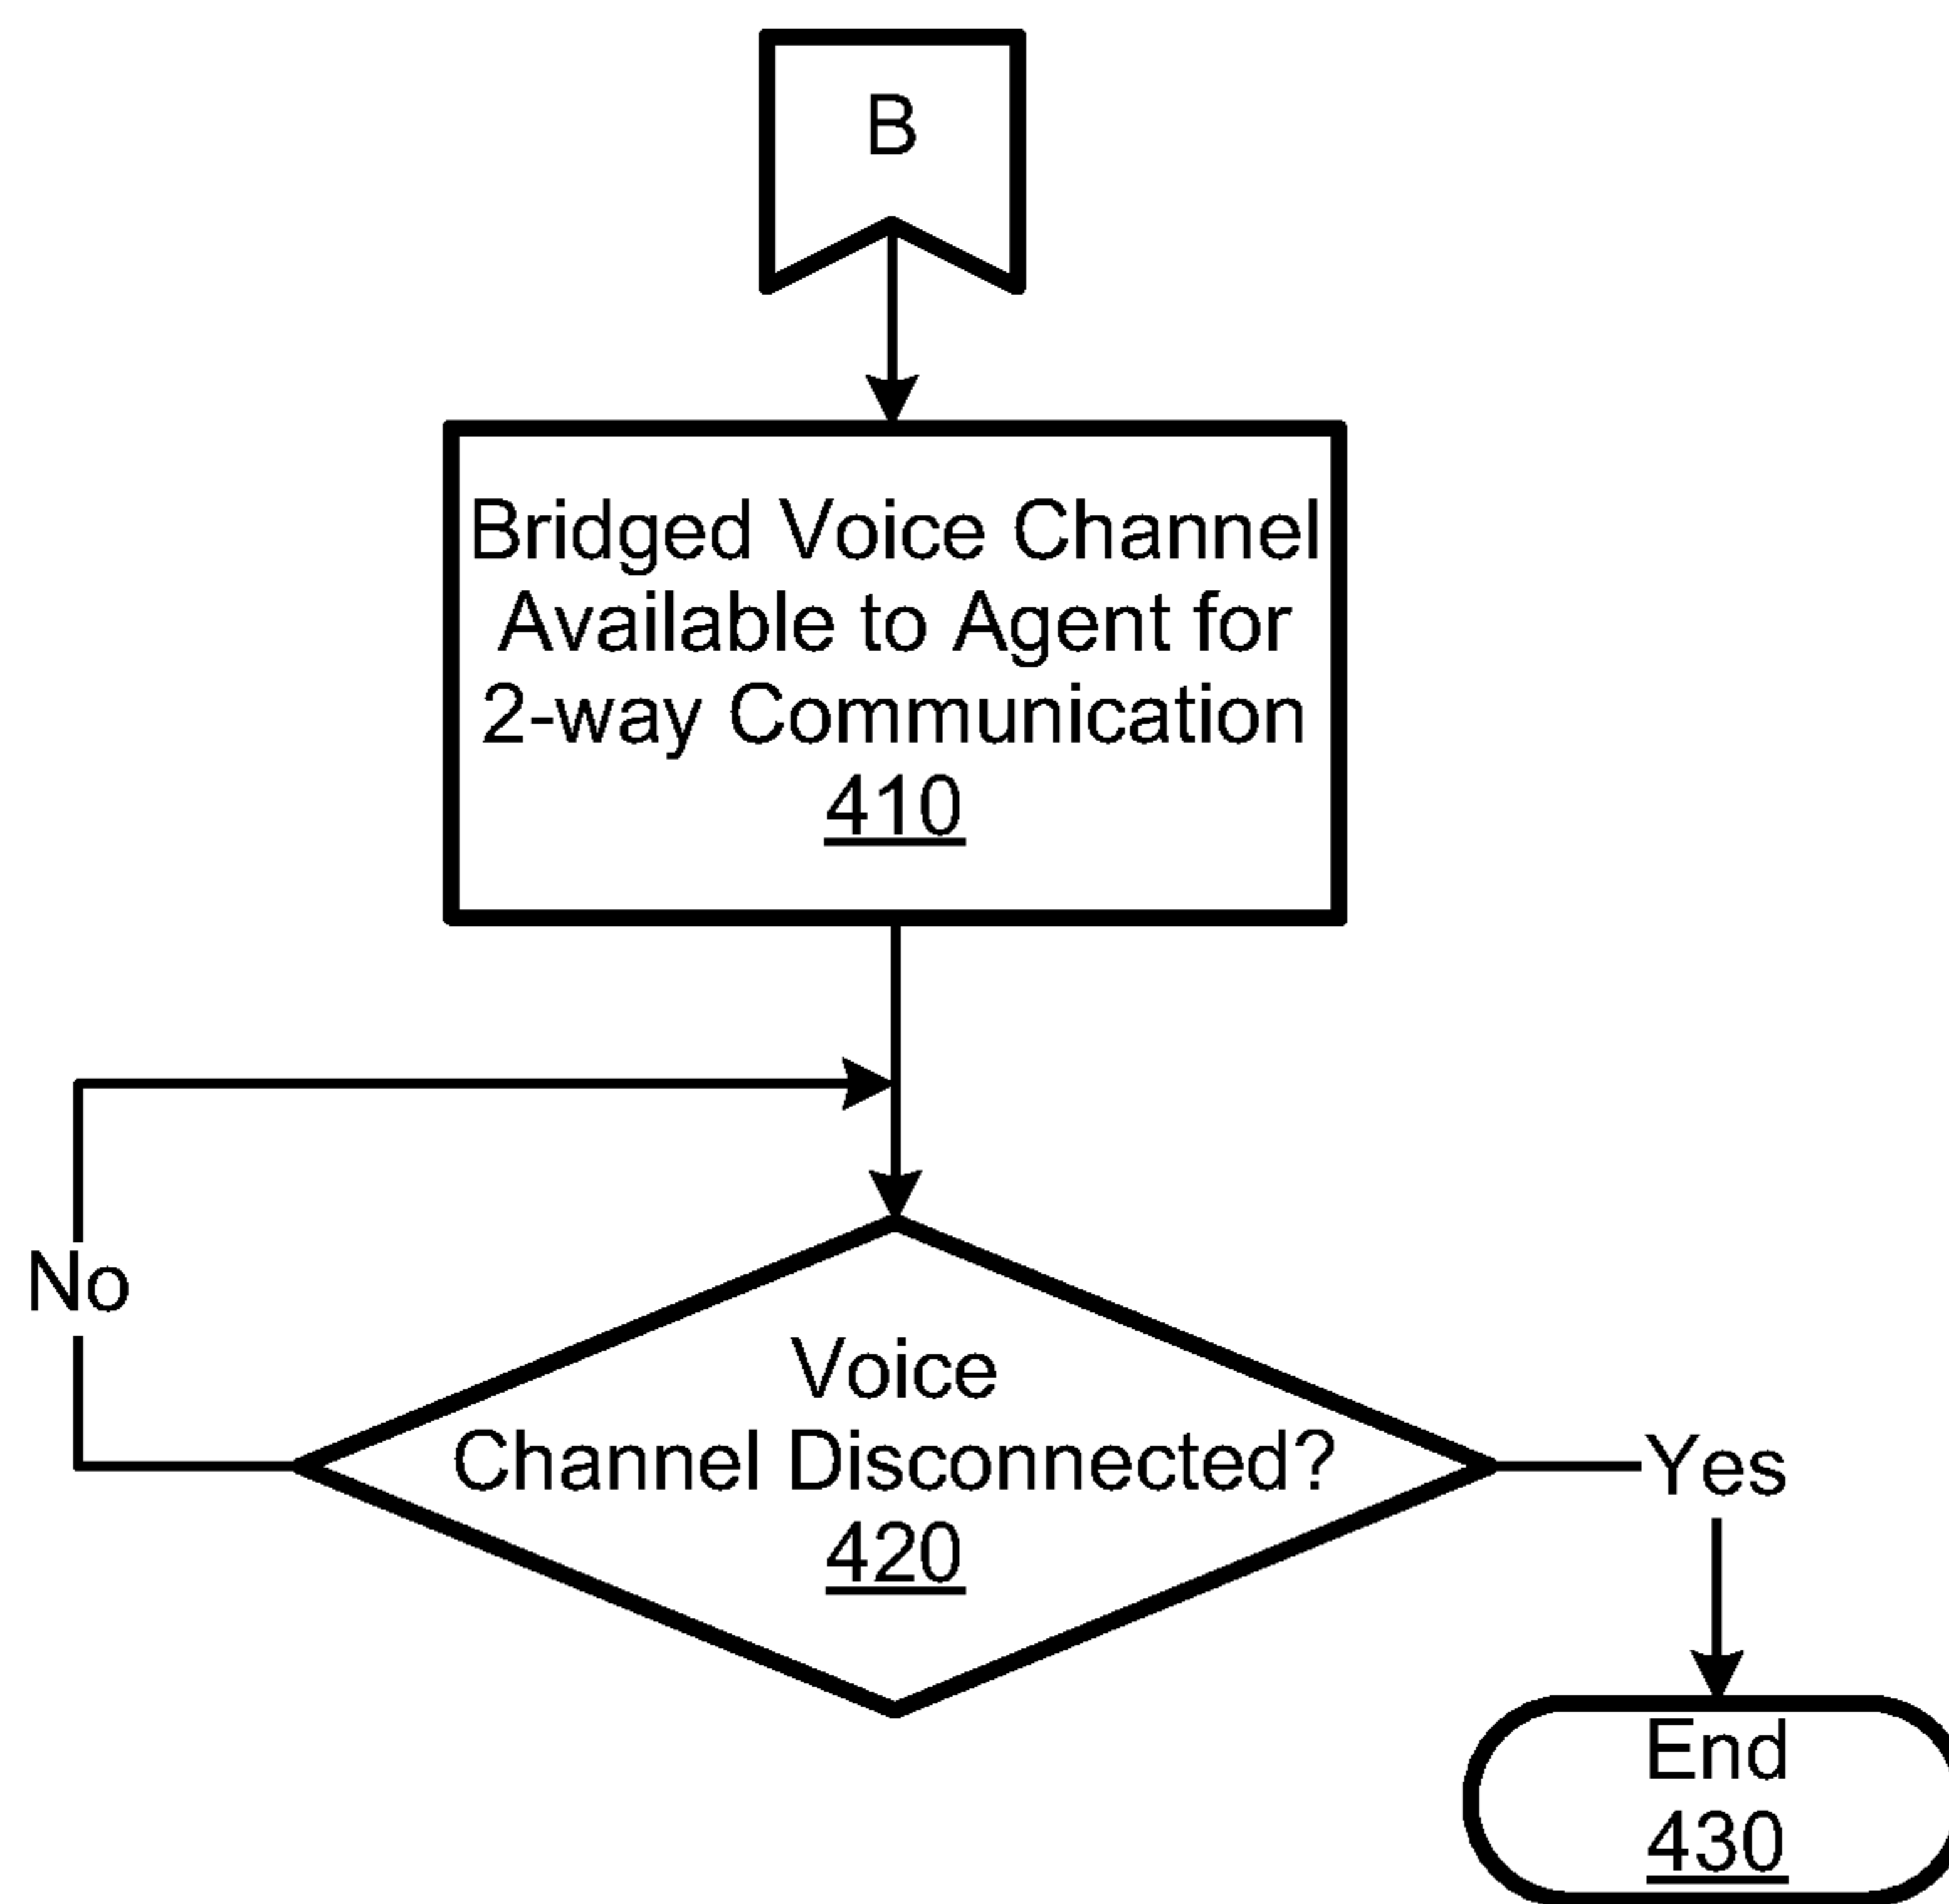 B
Bridged Voice Channel
Available to Agent for
2-way Communication
410
No
Voice
Channel Disconnected?
420
Yes
End
430